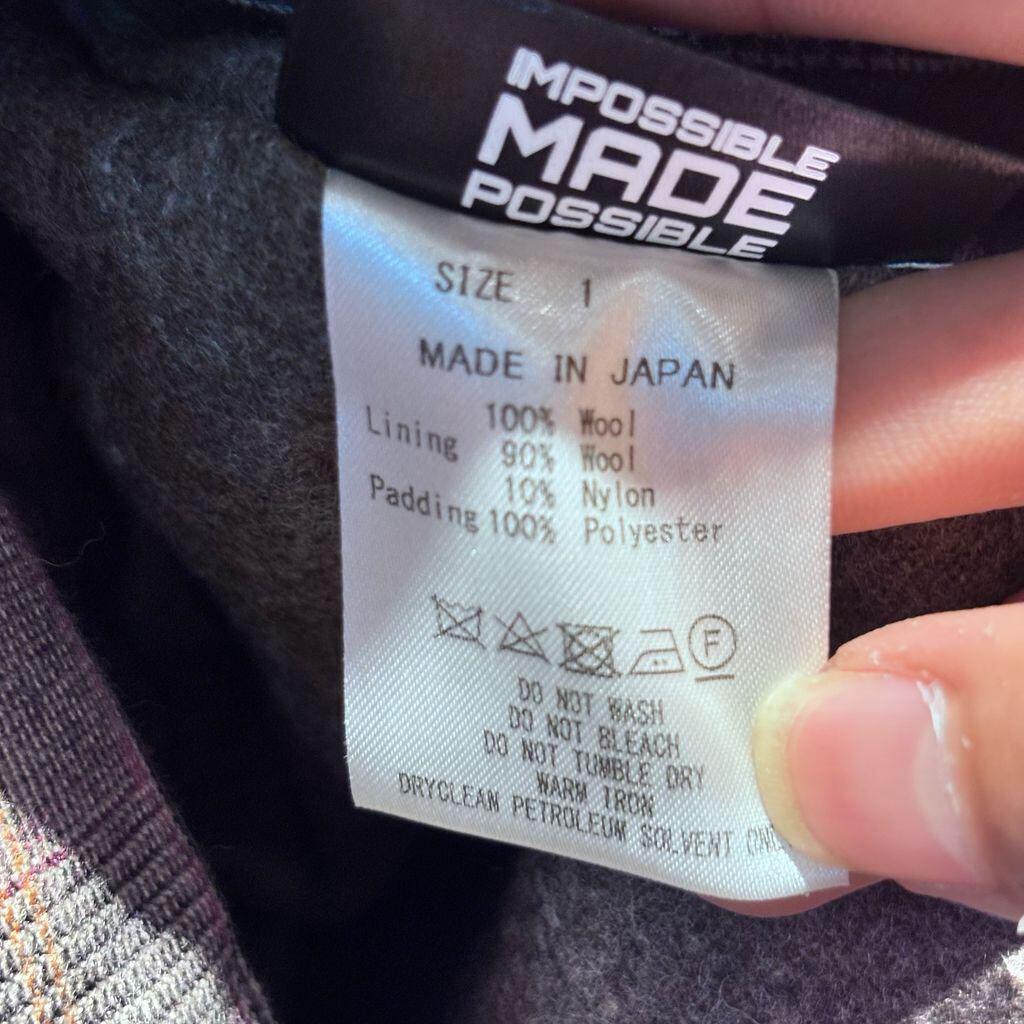 IMPOSSIBLE
MADE
POSSIBLE
SIZE 1
MADE IN JAPAN
100% Wool
Lining 90% Wool
10% Nylon
Padding 100% Polyester
F
DO NOT WASH
DO NOT BLEACH
DO NOT TUMBLE DRY
WARM IRON
DRYCLEAN PETROLEUM SOLVENT